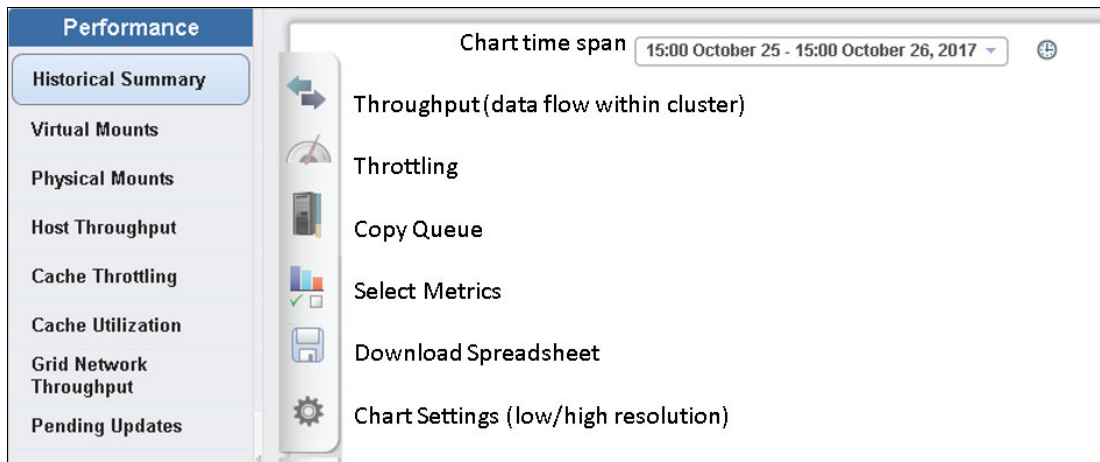 Performance
Historical Summary
Virtual Mounts
Physical Mounts
Host Throughput
Cache Throttling
Cache Utilization
Grid Network
Throughput
Pending Updates
Chart time span 15:00 October 25 - 15:00 October 26, 2017
Throughput (data flow within cluster)
Throttling
Copy Queue
Select Metrics
Download Spreadsheet
Chart Settings (low/high resolution)